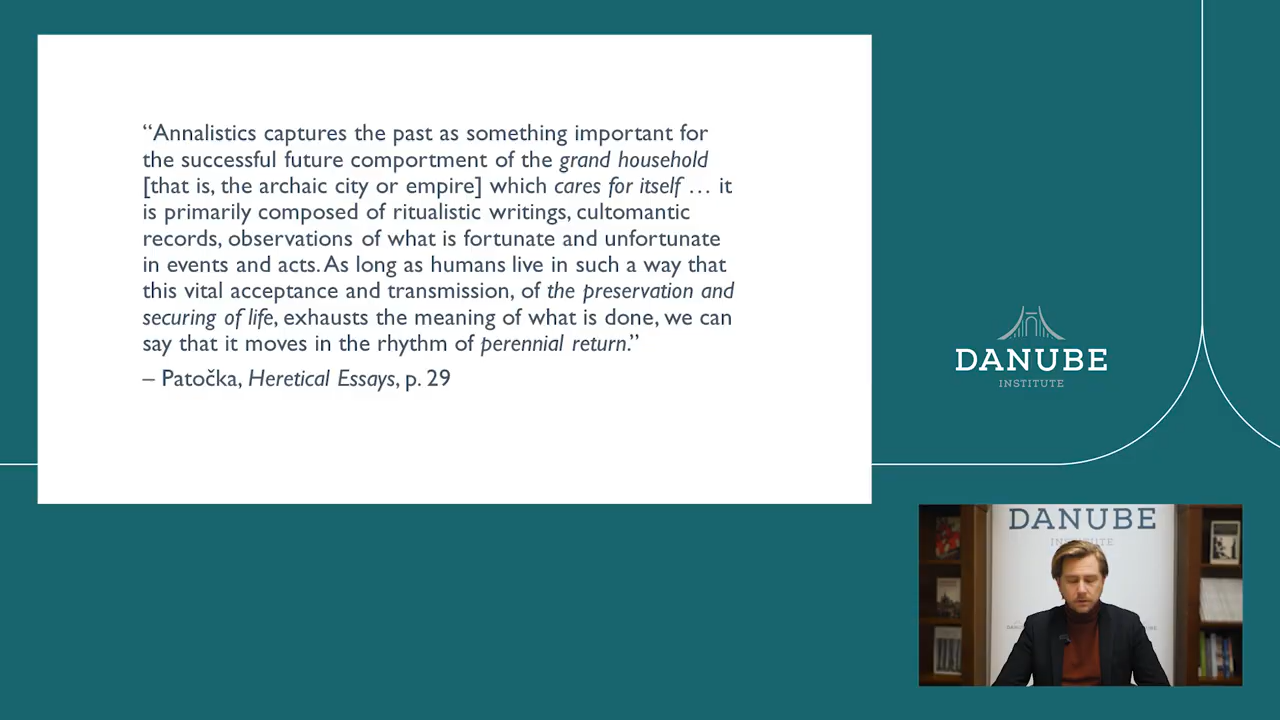 “Annalistics captures the past as something important for
the successful future comportment of the grand household
[that is, the archaic city or empire] which cares for itself … it
is primarily composed of ritualistic writings, cultomantic
records, observations of what is fortunate and unfortunate
in events and acts. As long as humans live in such a way that
this vital acceptance and transmission, of the preservation and
securing of life, exhausts the meaning of what is done, we can
say that it moves in the rhythm of perennial return.”
– Patočka, Heretical Essays, p. 29
DANUBE
INSTITUTE
DANUBE
INSTITUTE